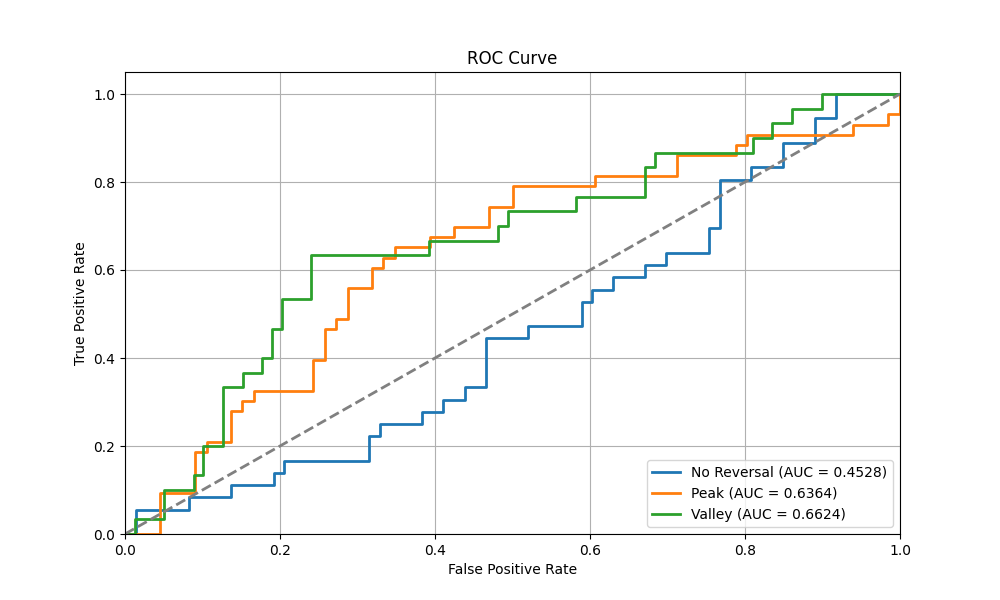 ROC Curve
True Positive Rate
1.0
0.8
0.6
0.4
0.2
0.0
0.0 0.2 0.4 0.6 0.8 1.0
False Positive Rate
No Reversal (AUC = 0.4528)
Peak (AUC = 0.6364)
Valley (AUC = 0.6624)